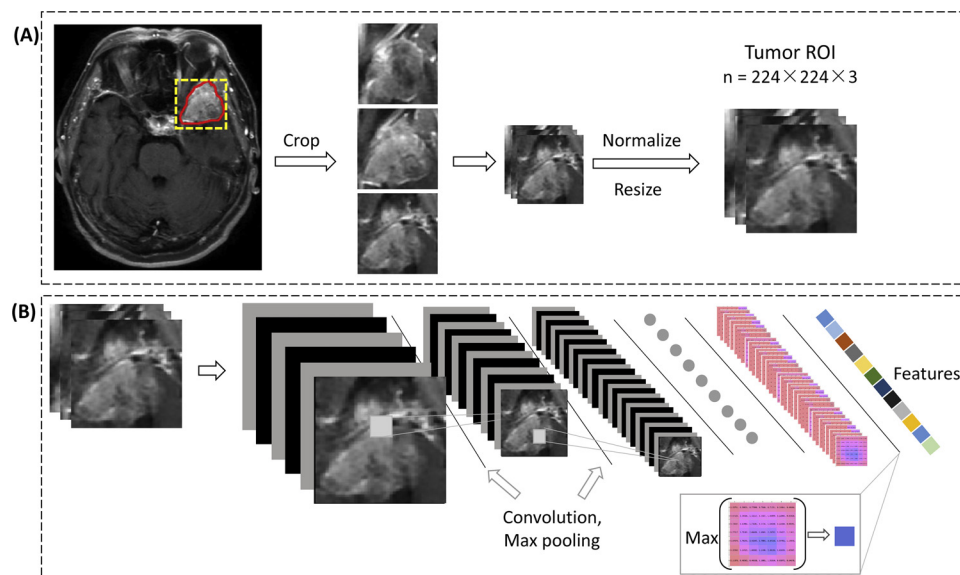 (A)
Crop
Normalize
Resize
Tumor ROI
n = 224×224×3
(B)
Features
Convolution,
Max pooling
Max